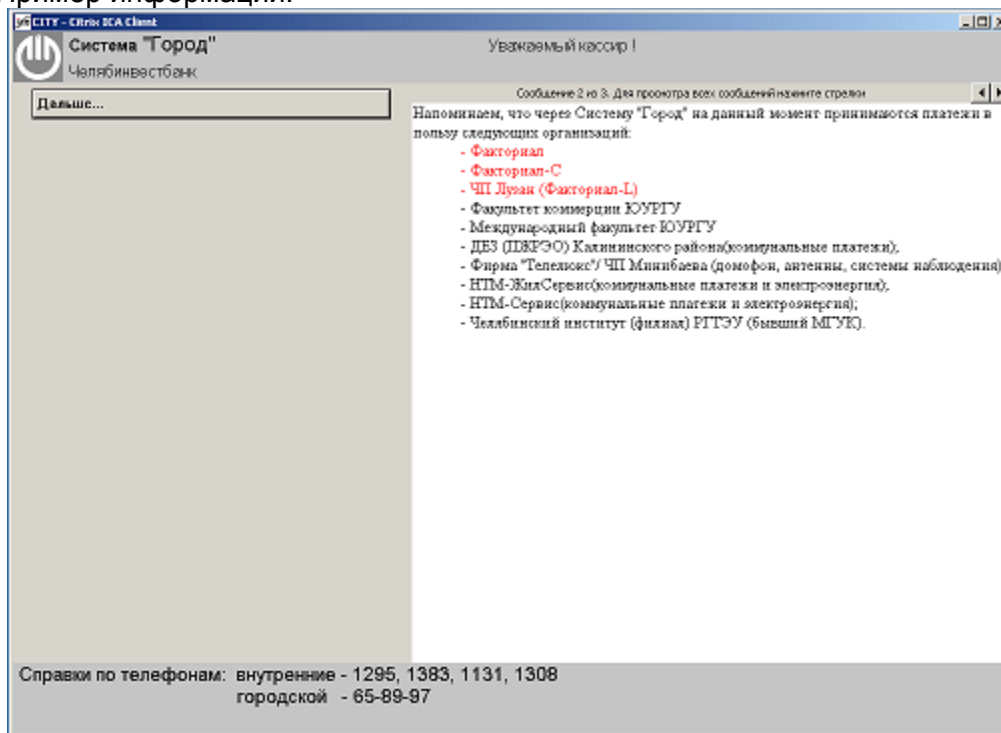 Пример информации.
CITY - Citrix ICA Client
Система "Город"
Уважаемый кассир !
Челябинвестбанк
Дальше...
Сообщение 2 из 3. Для просмотра всех сообщений нажмите стрелки
Напоминаем, что через Систему "Город" на данный момент принимаются платежи в
пользу следующих организаций:
- Факториал
- Факториал-С
- ЧП Лузан (Факториал-L)
- Факультет коммерции ЮУРГУ
- Международный факультет ЮУРГУ
- ДЕЗ (ПЖРЭО) Калининского района(коммунальные платежи);
- Фирма "Телелюкс"/ ЧП Минибаева (домофон, антенны, системы наблюдения)
- НТМ-ЖилСервис(коммунальные платежи и электроэнергия);
- НТМ-Сервис(коммунальные платежи и электроэнергия);
- Челябинский институт (филиал) РГТЭУ (бывший МГУК).
Справки по телефонам: внутренние - 1295, 1383, 1131, 1308
городской - 65-89-97